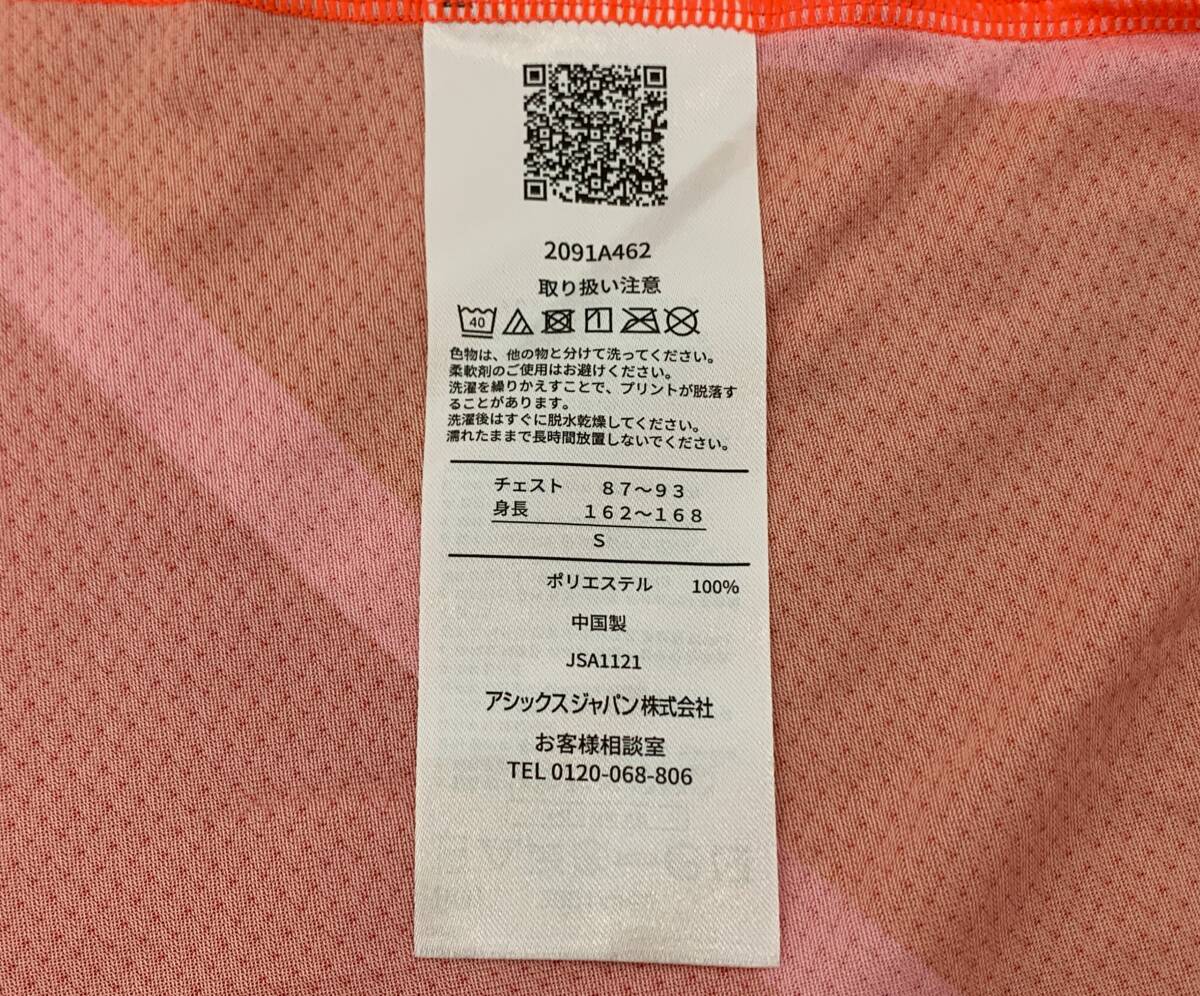 2091A462
取り扱い注意
40
色物は、他の物と分けて洗ってください。
柔軟剤のご使用はお避けください。
洗濯を繰りかえすことで、プリントが脱落す
ることがあります。
洗濯後はすぐに脱水乾燥してください。
濡れたままで長時間放置しないでください。
チェスト　８７～９３
身長　１６２～１６８
S
ポリエステル　100%
中国製
JSA1121
アシックスジャパン株式会社
お客様相談室
TEL 0120-068-806